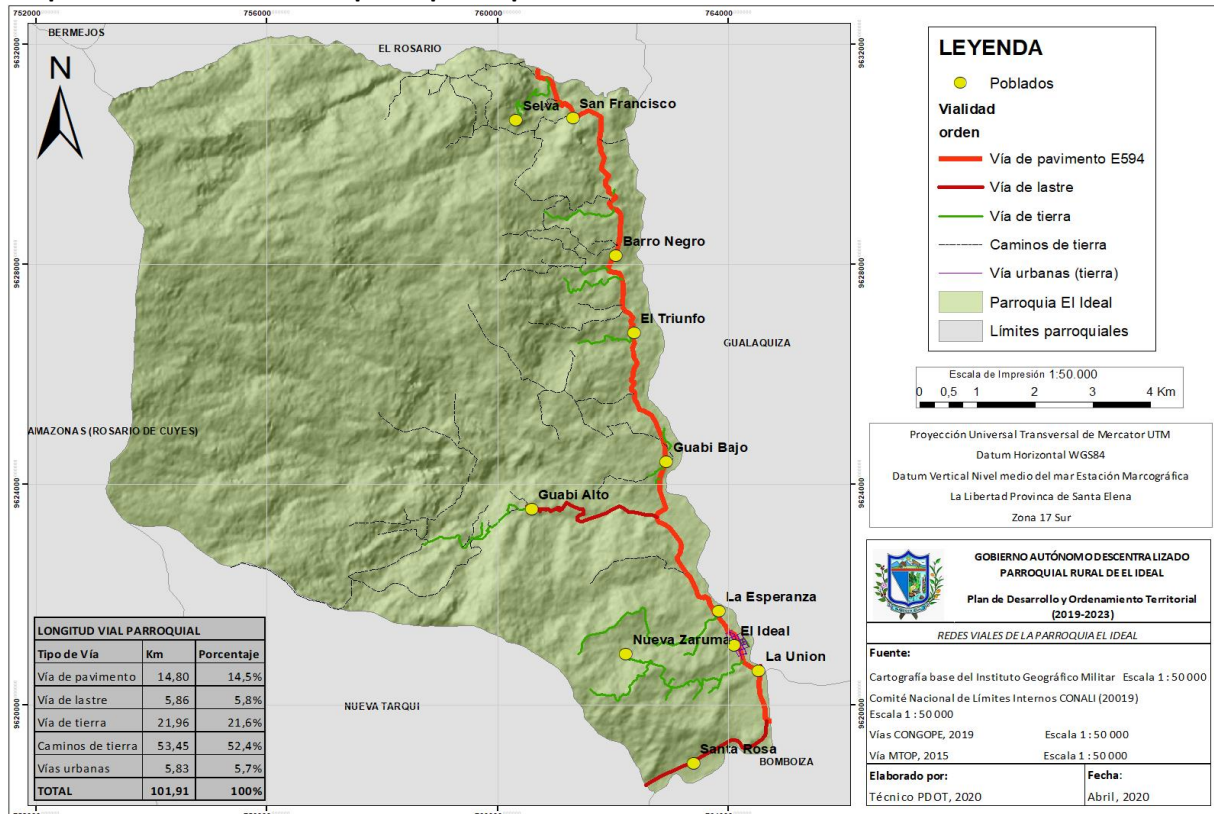 752000
756000
760000
764000
9632000
9632000
9628000
9628000
9624000
9624000
9620000
9620000
BERMEJOS
EL ROSARIO
N
Selva
San Francisco
Barro Negro
El Triunfo
GUALAQUIZA
AMAZONAS (ROSARIO DE CUYES)
Guabi Bajo
Guabi Alto
La Esperanza
El Ideal
Nueva Zaruma
La Union
NUEVA TARQUI
Santa Rosa
BOMBOIZA
LONGITUD VIAL PARROQUIAL
Tipo de Vía Km Porcentaje
Vía de pavimento 14,80 14,5%
Vía de lastre 5,86 5,8%
Vía de tierra 21,96 21,6%
Caminos de tierra 53,45 52,4%
Vías urbanas 5,83 5,7%
TOTAL 101,91 100%
LEYENDA
Poblados
Vialidad
orden
Vía de pavimento E594
Vía de lastre
Vía de tierra
Caminos de tierra
Vía urbanas (tierra)
Parroquia El Ideal
Límites parroquiales
Escala de Impresión 1:50.000
0 0,5 1 2 3 4 Km
Proyección Universal Transversal de Mercator UTM
Datum Horizontal WGS84
Datum Vertical Nivel medio del mar Estación Marcográfica
La Libertad Provinca de Santa Elena
Zona 17 Sur
GOBIERNO AUTÓNOMO DESCENTRALIZADO
PARROQUIAL RURAL DE EL IDEAL
Plan de Desarrollo y Ordenamiento Territorial
(2019-2023)
REDES VIALES DE LA PARROQUIA EL IDEAL
Fuente:
Cartografía base del Instituto Geográfico Militar Escala 1 : 50 000
Comité Nacional de Límites Internos CONALI (20019)
Escala 1 : 50 000
Vías CONGOPE, 2019 Escala 1 : 50 000
Vía MTOP, 2015 Escala 1 : 50 000
Elaborado por: Fecha:
Técnico PDOT, 2020 Abril, 2020